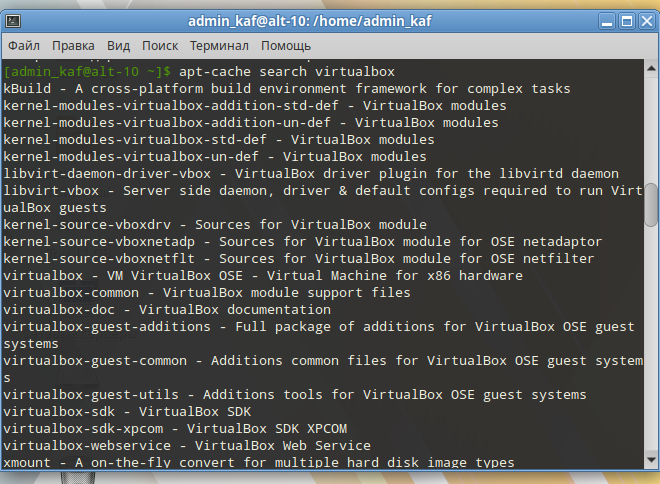 admin_kaf@alt-10: /home/admin_kaf
Файл Правка Вид Поиск Терминал Помощь
[admin_kaf@alt-10 ~]$ apt-cache search virtualbox
kBuild - A cross-platform build environment framework for complex tasks
kernel-modules-virtualbox-addition-std-def - VirtualBox modules
kernel-modules-virtualbox-addition-un-def - VirtualBox modules
kernel-modules-virtualbox-std-def - VirtualBox modules
kernel-modules-virtualbox-un-def - VirtualBox modules
libvirt-daemon-driver-vbox - VirtualBox driver plugin for the libvirtd daemon
libvirt-vbox - Server side daemon, driver & default configs required to run Virt
ualBox guests
kernel-source-vboxdrv - Sources for VirtualBox module
kernel-source-vboxnetadp - Sources for VirtualBox module for OSE netadaptor
kernel-source-vboxnetflt - Sources for VirtualBox module for OSE netfilter
virtualbox - VM VirtualBox OSE - Virtual Machine for x86 hardware
virtualbox-common - VirtualBox module support files
virtualbox-doc - VirtualBox documentation
virtualbox-guest-additions - Full package of additions for VirtualBox OSE guest
systems
virtualbox-guest-common - Additions common files for VirtualBox OSE guest system
s
virtualbox-guest-utils - Additions tools for VirtualBox OSE guest systems
virtualbox-sdk - VirtualBox SDK
virtualbox-sdk-xpcom - VirtualBox SDK XPCOM
virtualbox-webservice - VirtualBox Web Service
xmount - A on-the-fly convert for multiple hard disk image types